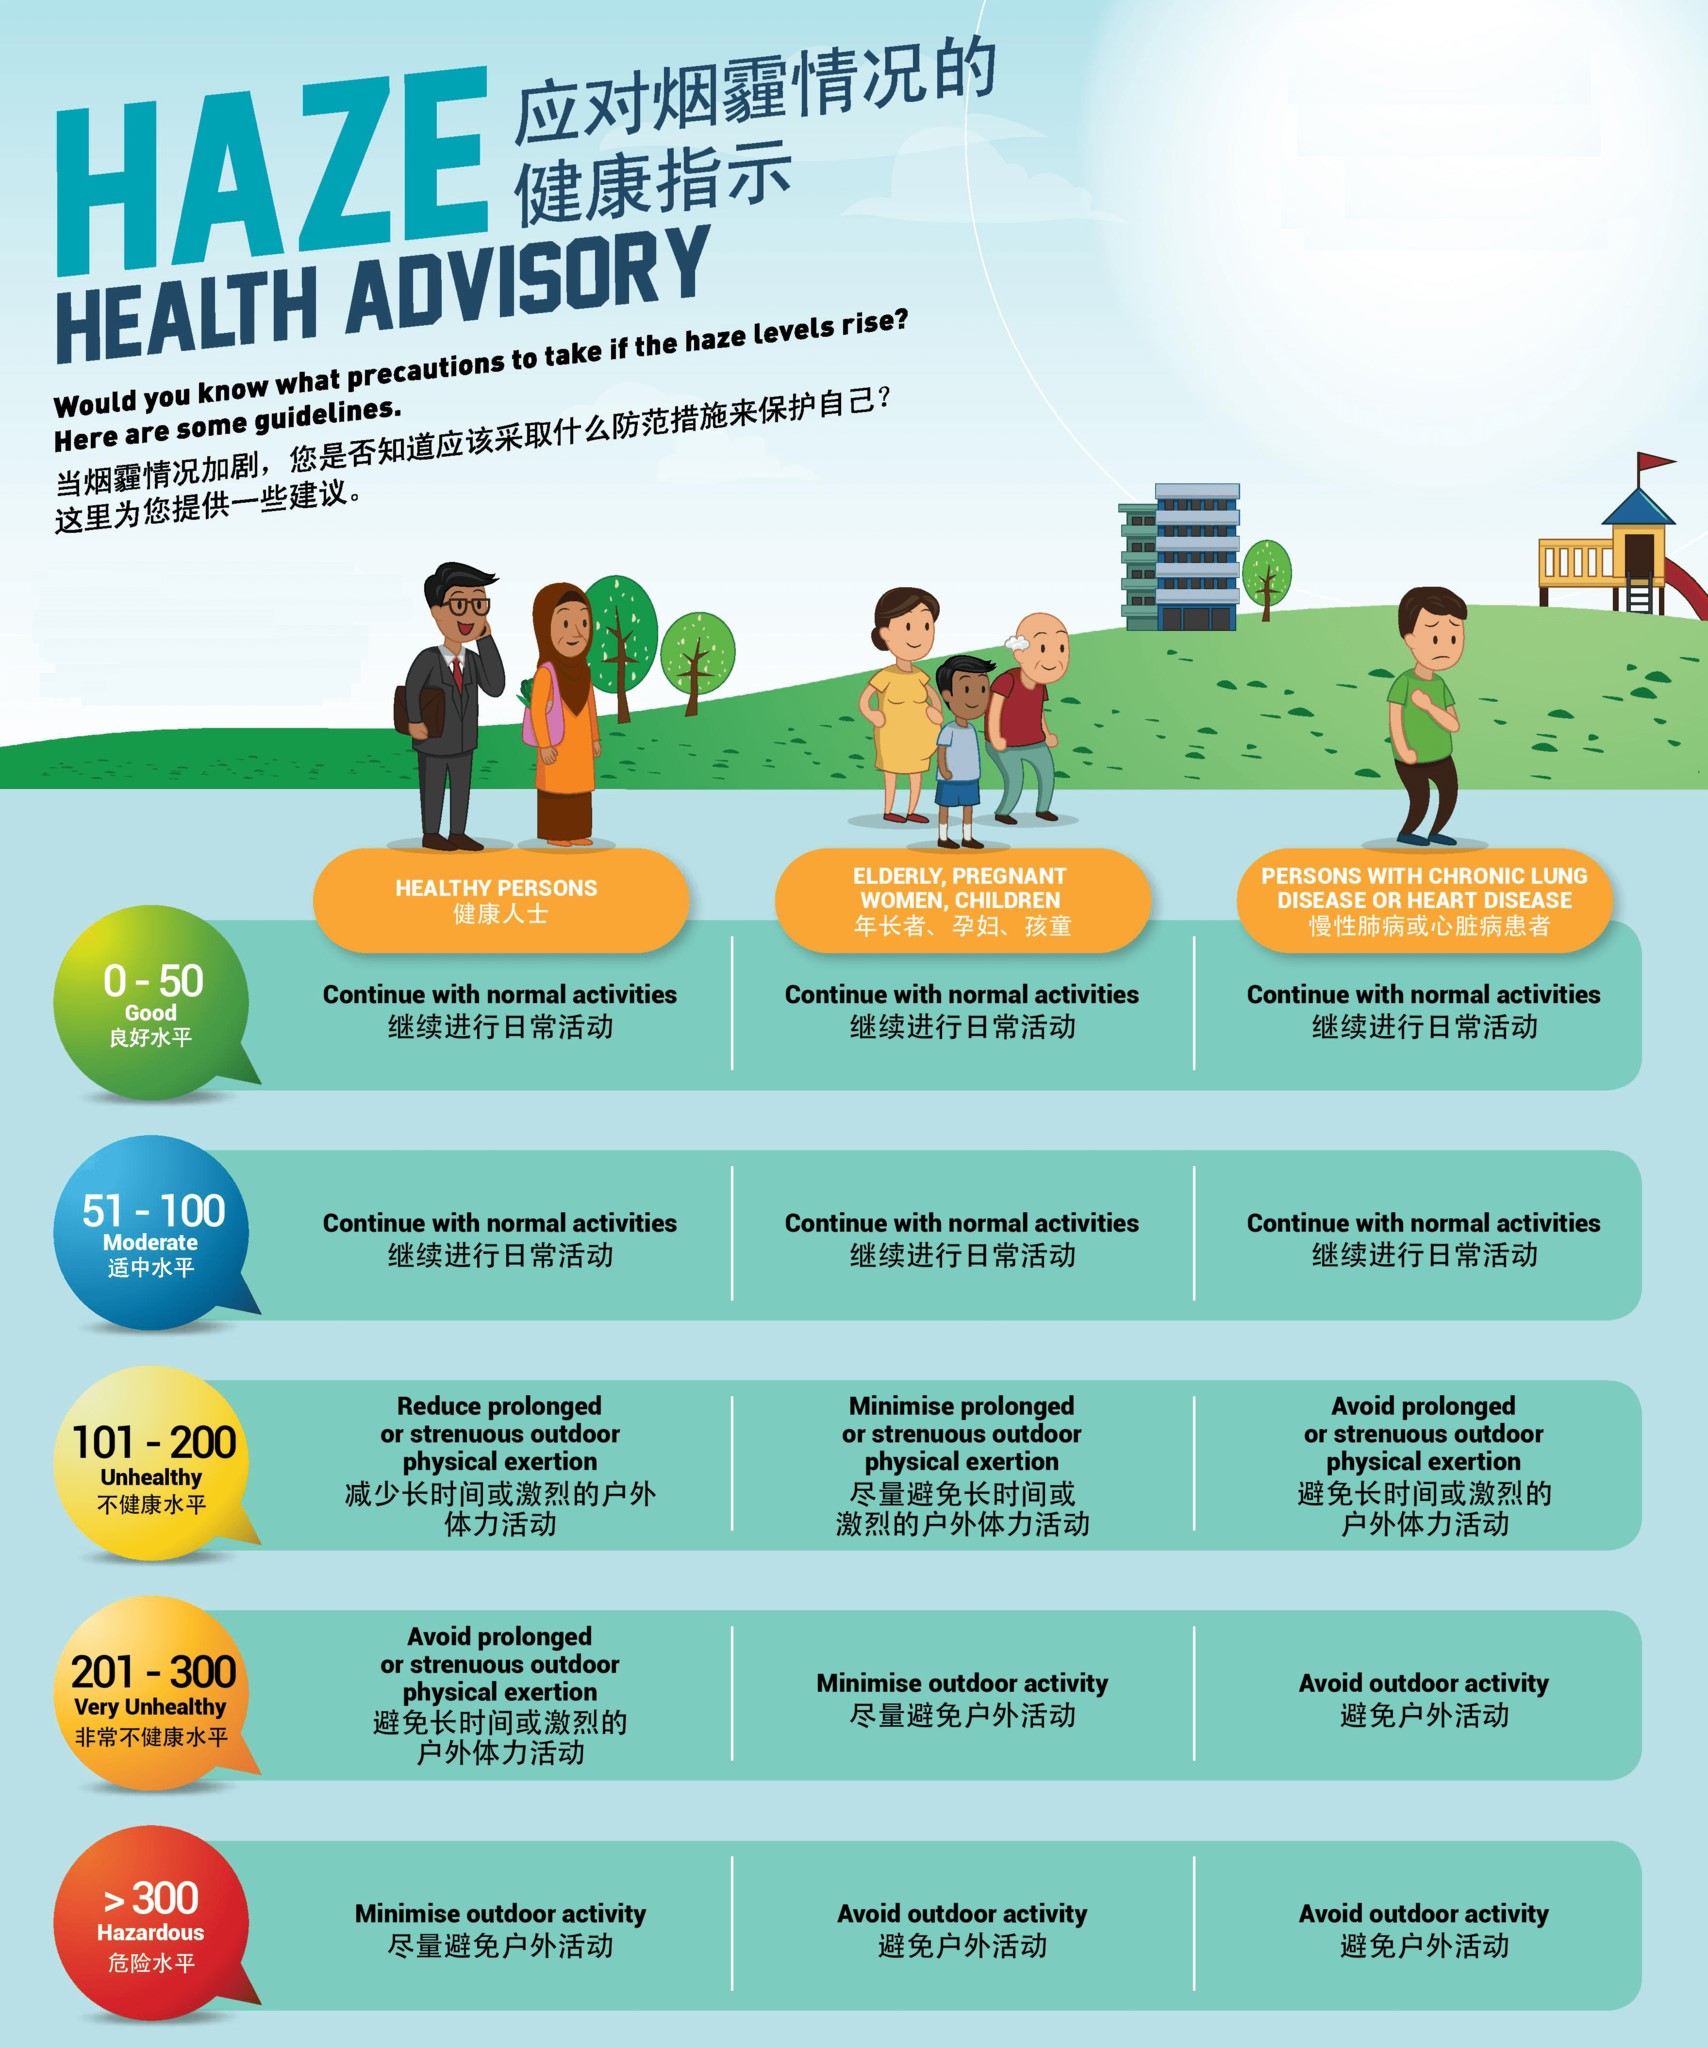 HAZE
应对烟霾情况的
健康指示
HEALTH ADVISORY
Would you know what precautions to take if the haze levels rise?
Here are some guidelines.
当烟霾情况加剧，您是否知道应该采取什么防范措施来保护自己？
这里为您提供一些建议。
HEALTHY PERSONS
健康人士
ELDERLY, PREGNANT
WOMEN, CHILDREN
年长者、孕妇、孩童
PERSONS WITH CHRONIC LUNG
DISEASE OR HEART DISEASE
慢性肺病或心脏病患者
0 - 50
Good
良好水平
Continue with normal activities
继续进行日常活动
Continue with normal activities
继续进行日常活动
Continue with normal activities
继续进行日常活动
51 - 100
Moderate
适中水平
Continue with normal activities
继续进行日常活动
Continue with normal activities
继续进行日常活动
Continue with normal activities
继续进行日常活动
101 - 200
Unhealthy
不健康水平
Reduce prolonged
or strenuous outdoor
physical exertion
减少长时间或激烈的户外
体力活动
Minimise prolonged
or strenuous outdoor
physical exertion
尽量避免长时间或
激烈的户外体力活动
Avoid prolonged
or strenuous outdoor
physical exertion
避免长时间或激烈的
户外体力活动
201 - 300
Very Unhealthy
非常不健康水平
Avoid prolonged
or strenuous outdoor
physical exertion
避免长时间或激烈的
户外体力活动
Minimise outdoor activity
尽量避免户外活动
Avoid outdoor activity
避免户外活动
> 300
Hazardous
危险水平
Minimise outdoor activity
尽量避免户外活动
Avoid outdoor activity
避免户外活动
Avoid outdoor activity
避免户外活动